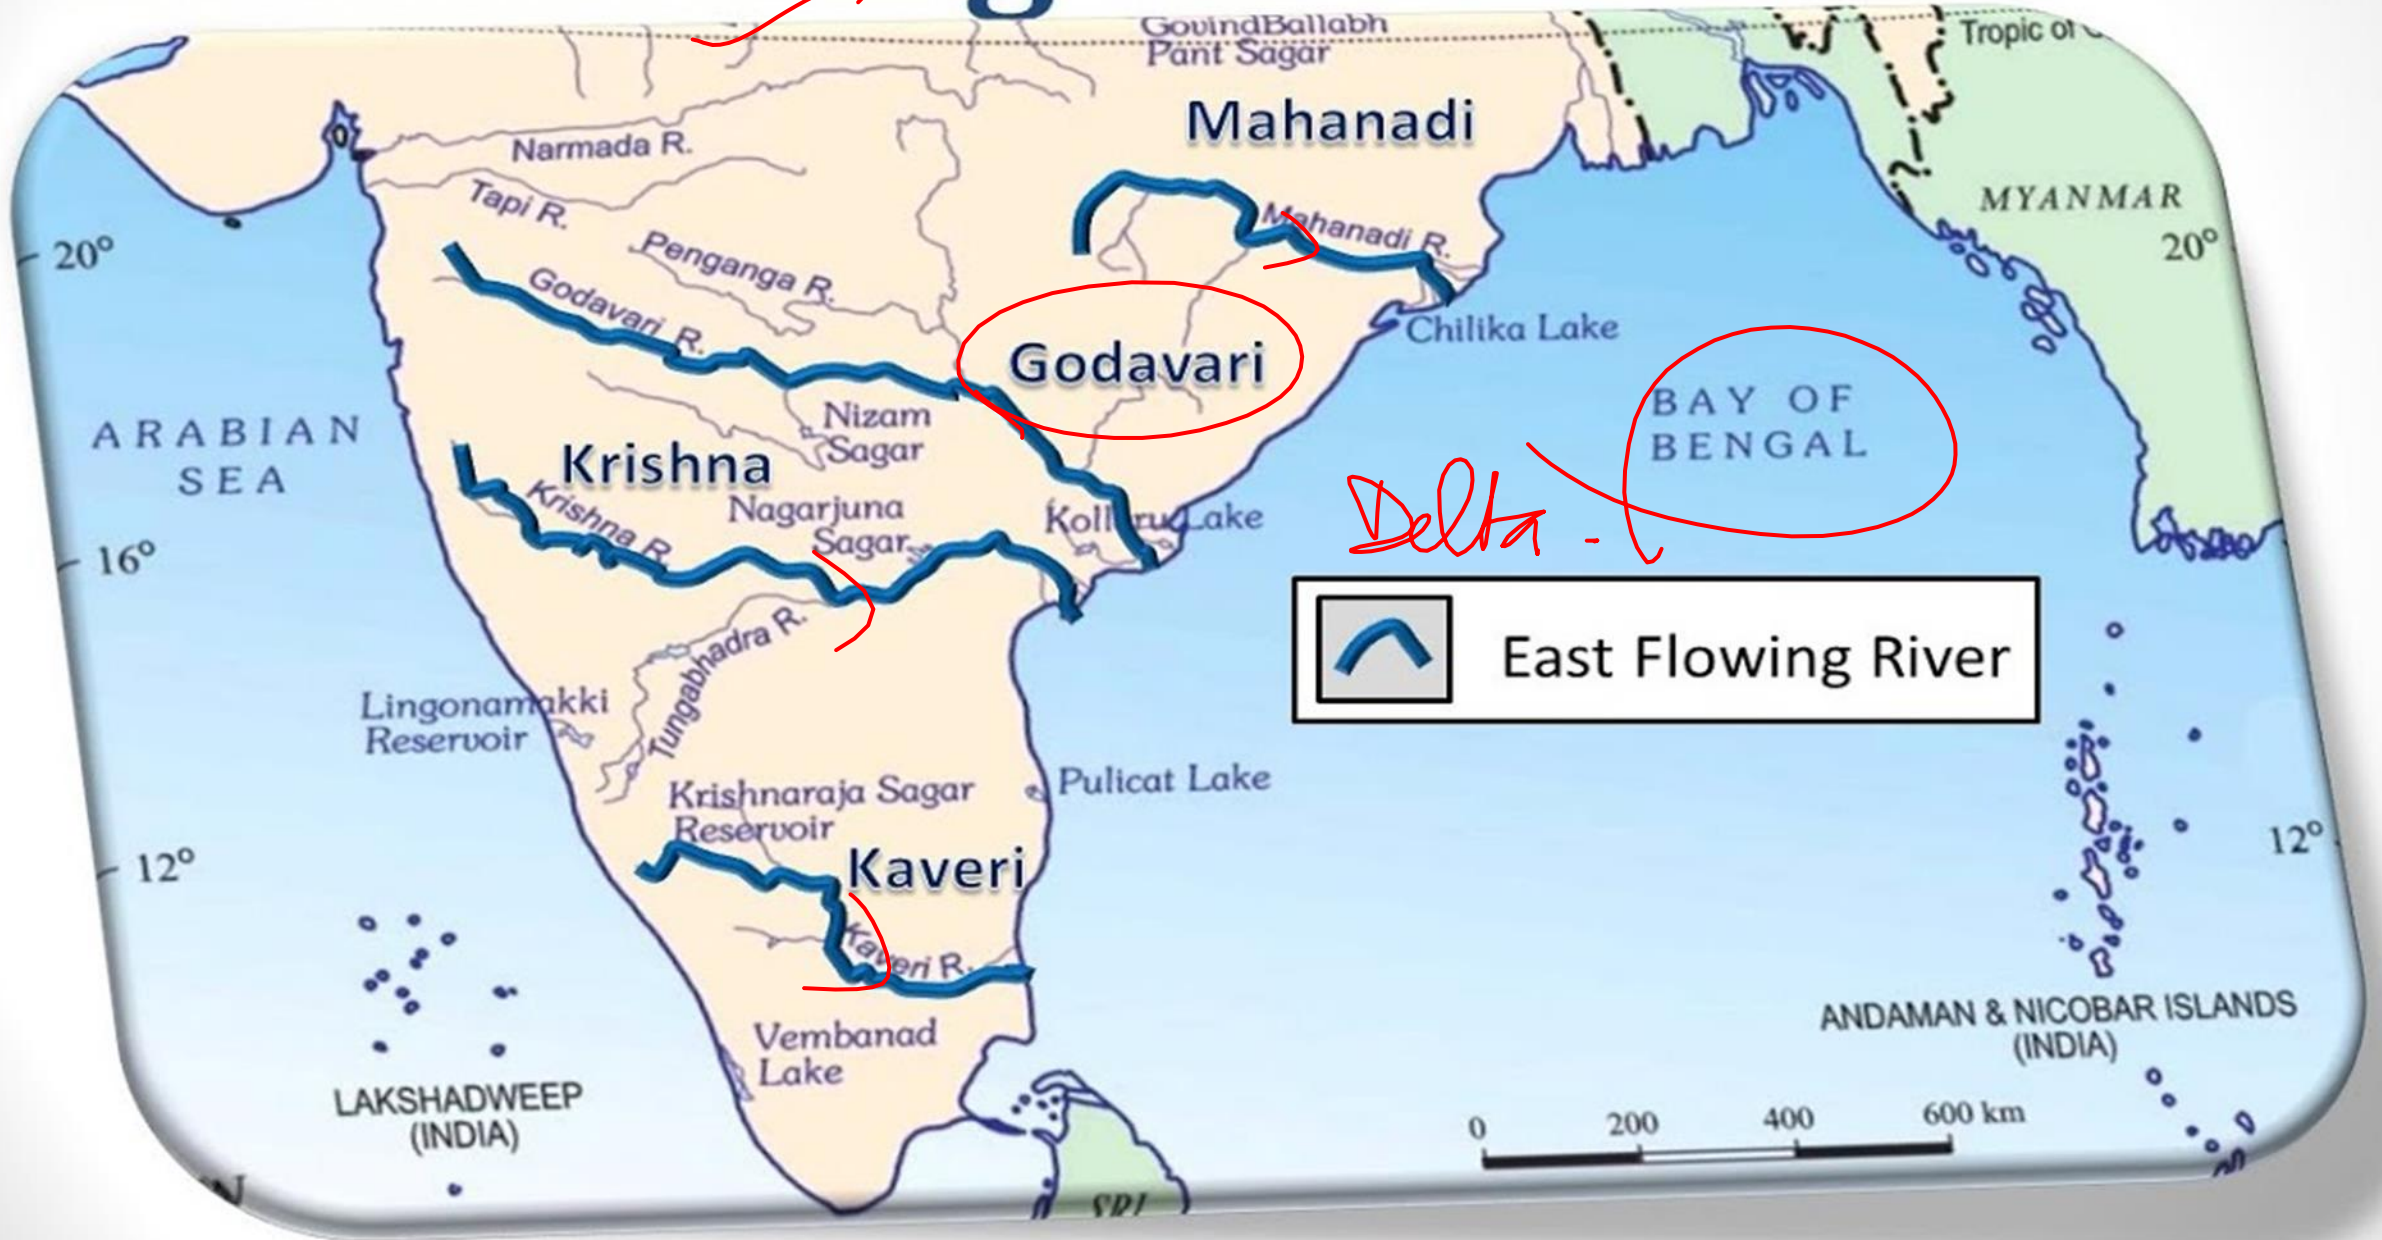 GovindBallabh
Pant Sagar
Tropic of
Mahanadi
Narmada R.
Tapi R.
Penganga R.
Mahanadi R.
MYANMAR
20°
20°
Godavari R.
Godavari
Chilika Lake
BAY OF
BENGAL
ARABIAN
SEA
Nizam
Sagar
Krishna
Krishna R.
Nagarjuna
Sagar
Kolleru Lake
Delta -
16°
East Flowing River
Tungabhadra R.
Lingonamakki
Reservoir
Krishnaraja Sagar
Reservoir
Pulicat Lake
12°
12°
Kaveri
Kaveri R.
Vembanad
Lake
ANDAMAN & NICOBAR ISLANDS
(INDIA)
LAKSHADWEEP
(INDIA)
0 200 400 600 km
SRI